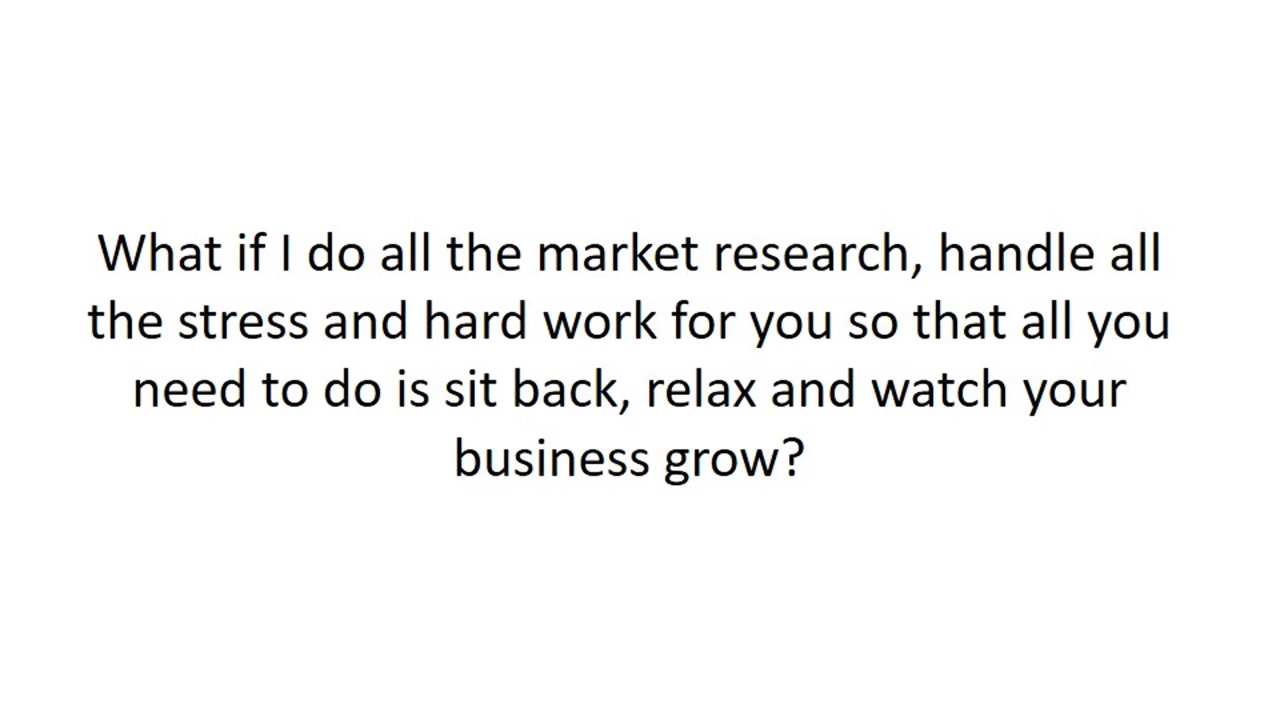 What if I do all the market research, handle all
the stress and hard work for you so that all you
need to do is sit back, relax and watch your
business grow?